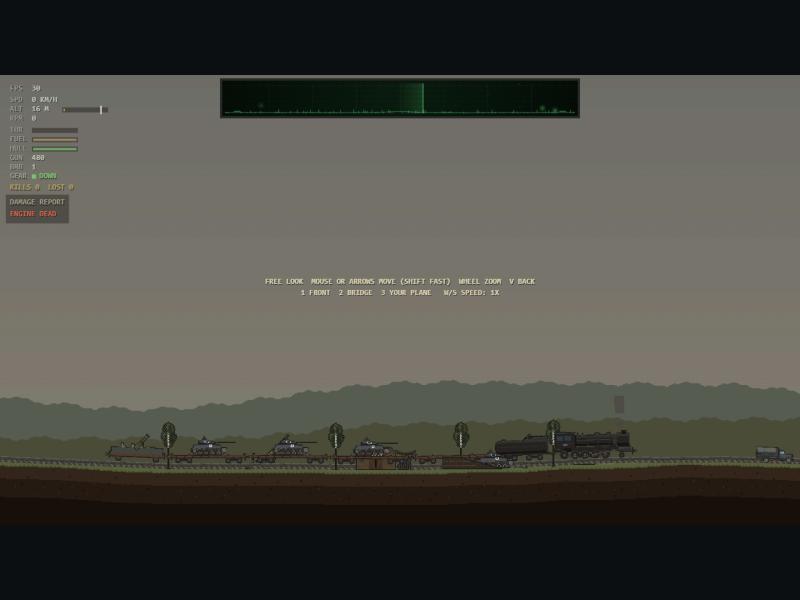 FPS 30
SPD 0 KM/H
ALT 16 M
RPM 0
THR
FUEL
HULL
GUN 480
BMB 1
GEAR DOWN
KILLS 0 LOST 0
DAMAGE REPORT
ENGINE DEAD
FREE LOOK MOUSE OR ARROWS MOVE (SHIFT FAST) WHEEL ZOOM V BACK
1 FRONT 2 BRIDGE 3 YOUR PLANE W/S SPEED: 1X